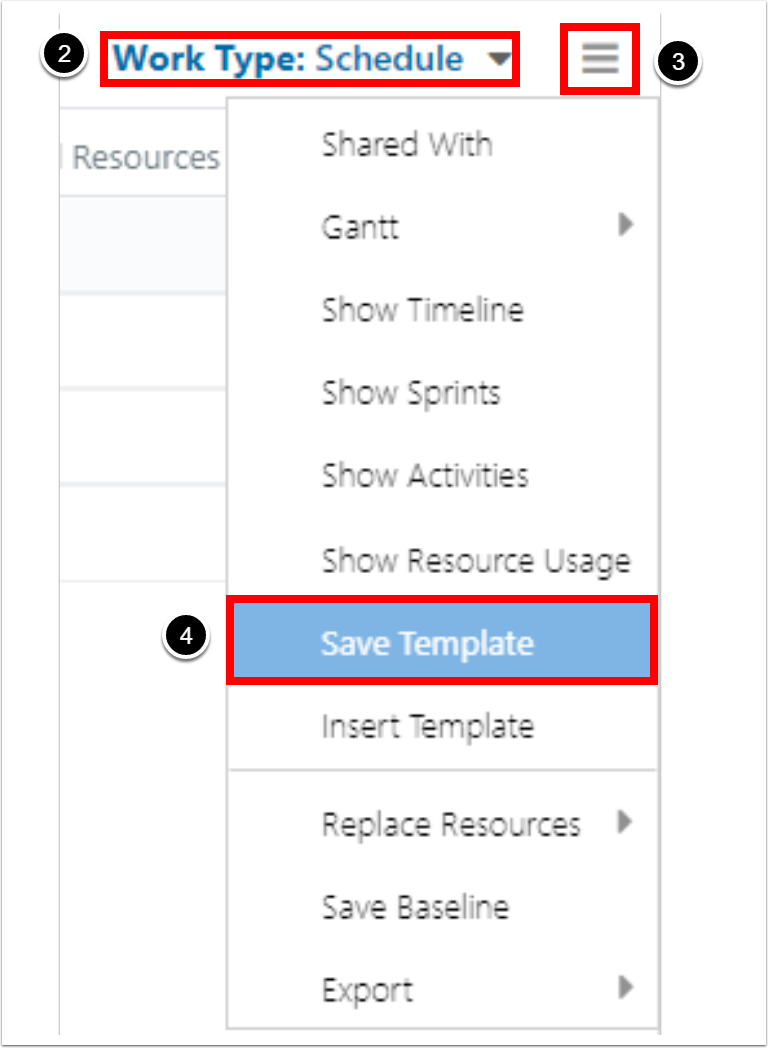 2
Work Type: Schedule
3
Resources
Shared With
Gantt
Show Timeline
Show Sprints
Show Activities
Show Resource Usage
4
Save Template
Insert Template
Replace Resources
Save Baseline
Export